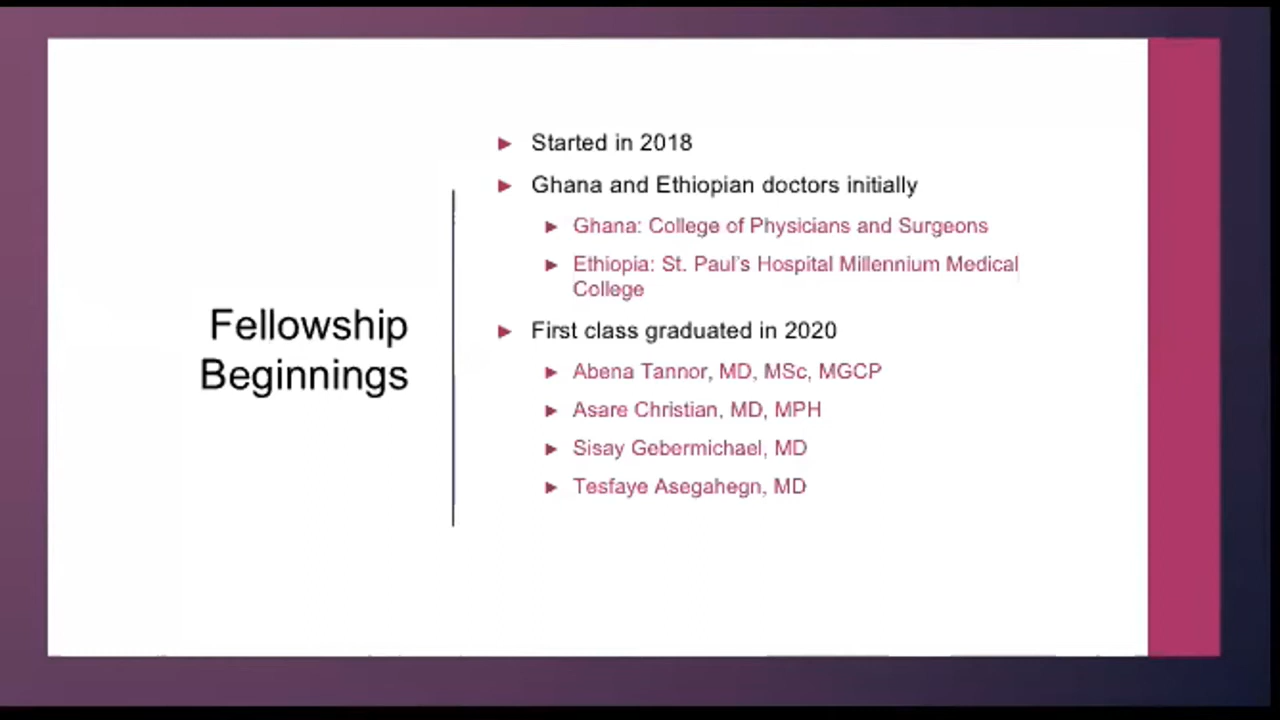 Fellowship
Beginnings
Started in 2018
Ghana and Ethiopian doctors initially
Ghana: College of Physicians and Surgeons
Ethiopia: St. Paul's Hospital Millennium Medical
College
First class graduated in 2020
Abena Tannor, MD, MSc, MGCP
Asare Christian, MD, MPH
Sisay Gebermichael, MD
Tesfaye Asegahegn, MD